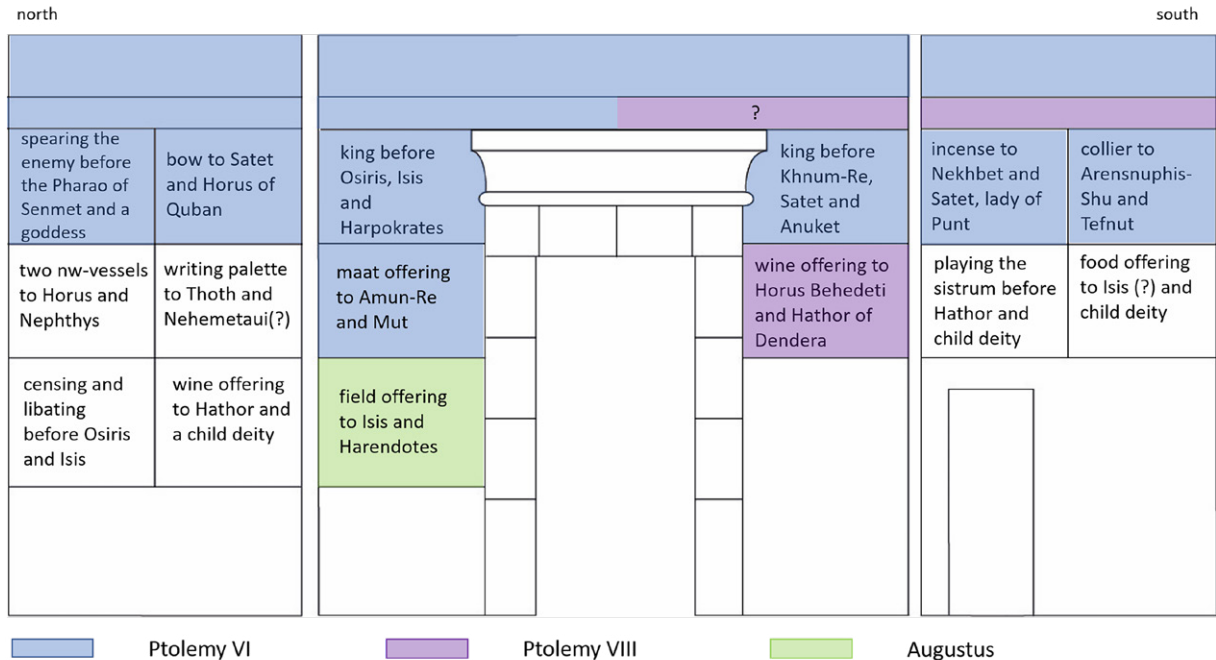 north
south
?
spearing the
enemy before
the Pharao of
Senmet and a
goddess
bow to Satet
and Horus of
Quban
king before
Osiris, Isis
and
Harpokrates
king before
Khnum-Re,
Satet and
Anuket
incense to
Nekhbet and
Satet, lady of
Punt
collier to
Arensnuphis-
Shu and
Tefnut
two nw-vessels
to Horus and
Nephthys
writing palette
to Thoth and
Nehemetaui(?)
maat offering
to Amun-Re
and Mut
wine offering to
Horus Behedeti
and Hathor of
Dendera
playing the
sistrum before
Hathor and
child deity
food offering
to Isis (?) and
child deity
censing and
libating
before Osiris
and Isis
wine offering
to Hathor and
a child deity
field offering
to Isis and
Harendotes
Ptolemy VI
Ptolemy VIII
Augustus